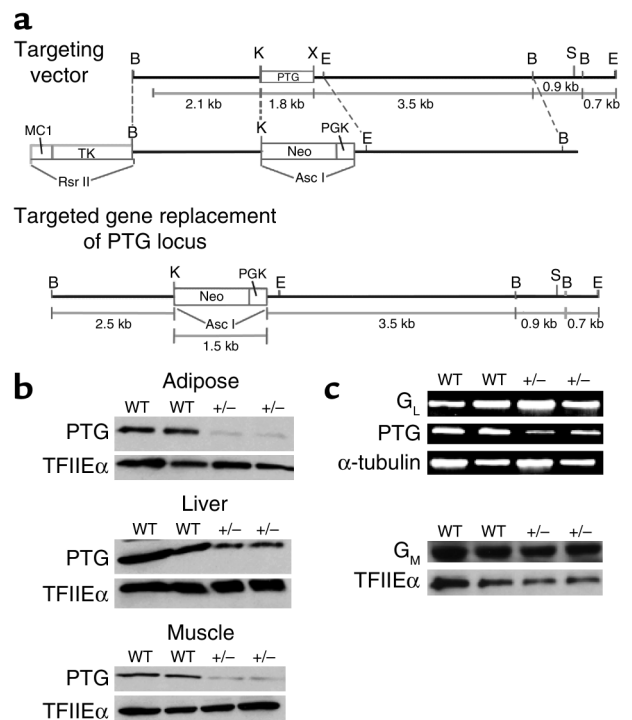 a
Targeting
vector
B K X E B S B E
PTG
0.9 kb
2.1 kb 1.8 kb 3.5 kb 0.7 kb
MC1 B K PGK E B
TK Neo
Rsr II Asc I
Targeted gene replacement
of PTG locus
B K PGK E B S B E
Neo
2.5 kb Asc I 3.5 kb 0.9 kb 0.7 kb
1.5 kb
b
Adipose
WT WT +/– +/–
PTG
TFIIEα
Liver
WT WT +/– +/–
PTG
TFIIEα
Muscle
WT WT +/– +/–
PTG
TFIIEα
c
WT WT +/– +/–
GL
PTG
α-tubulin
WT WT +/– +/–
GM
TFIIEα